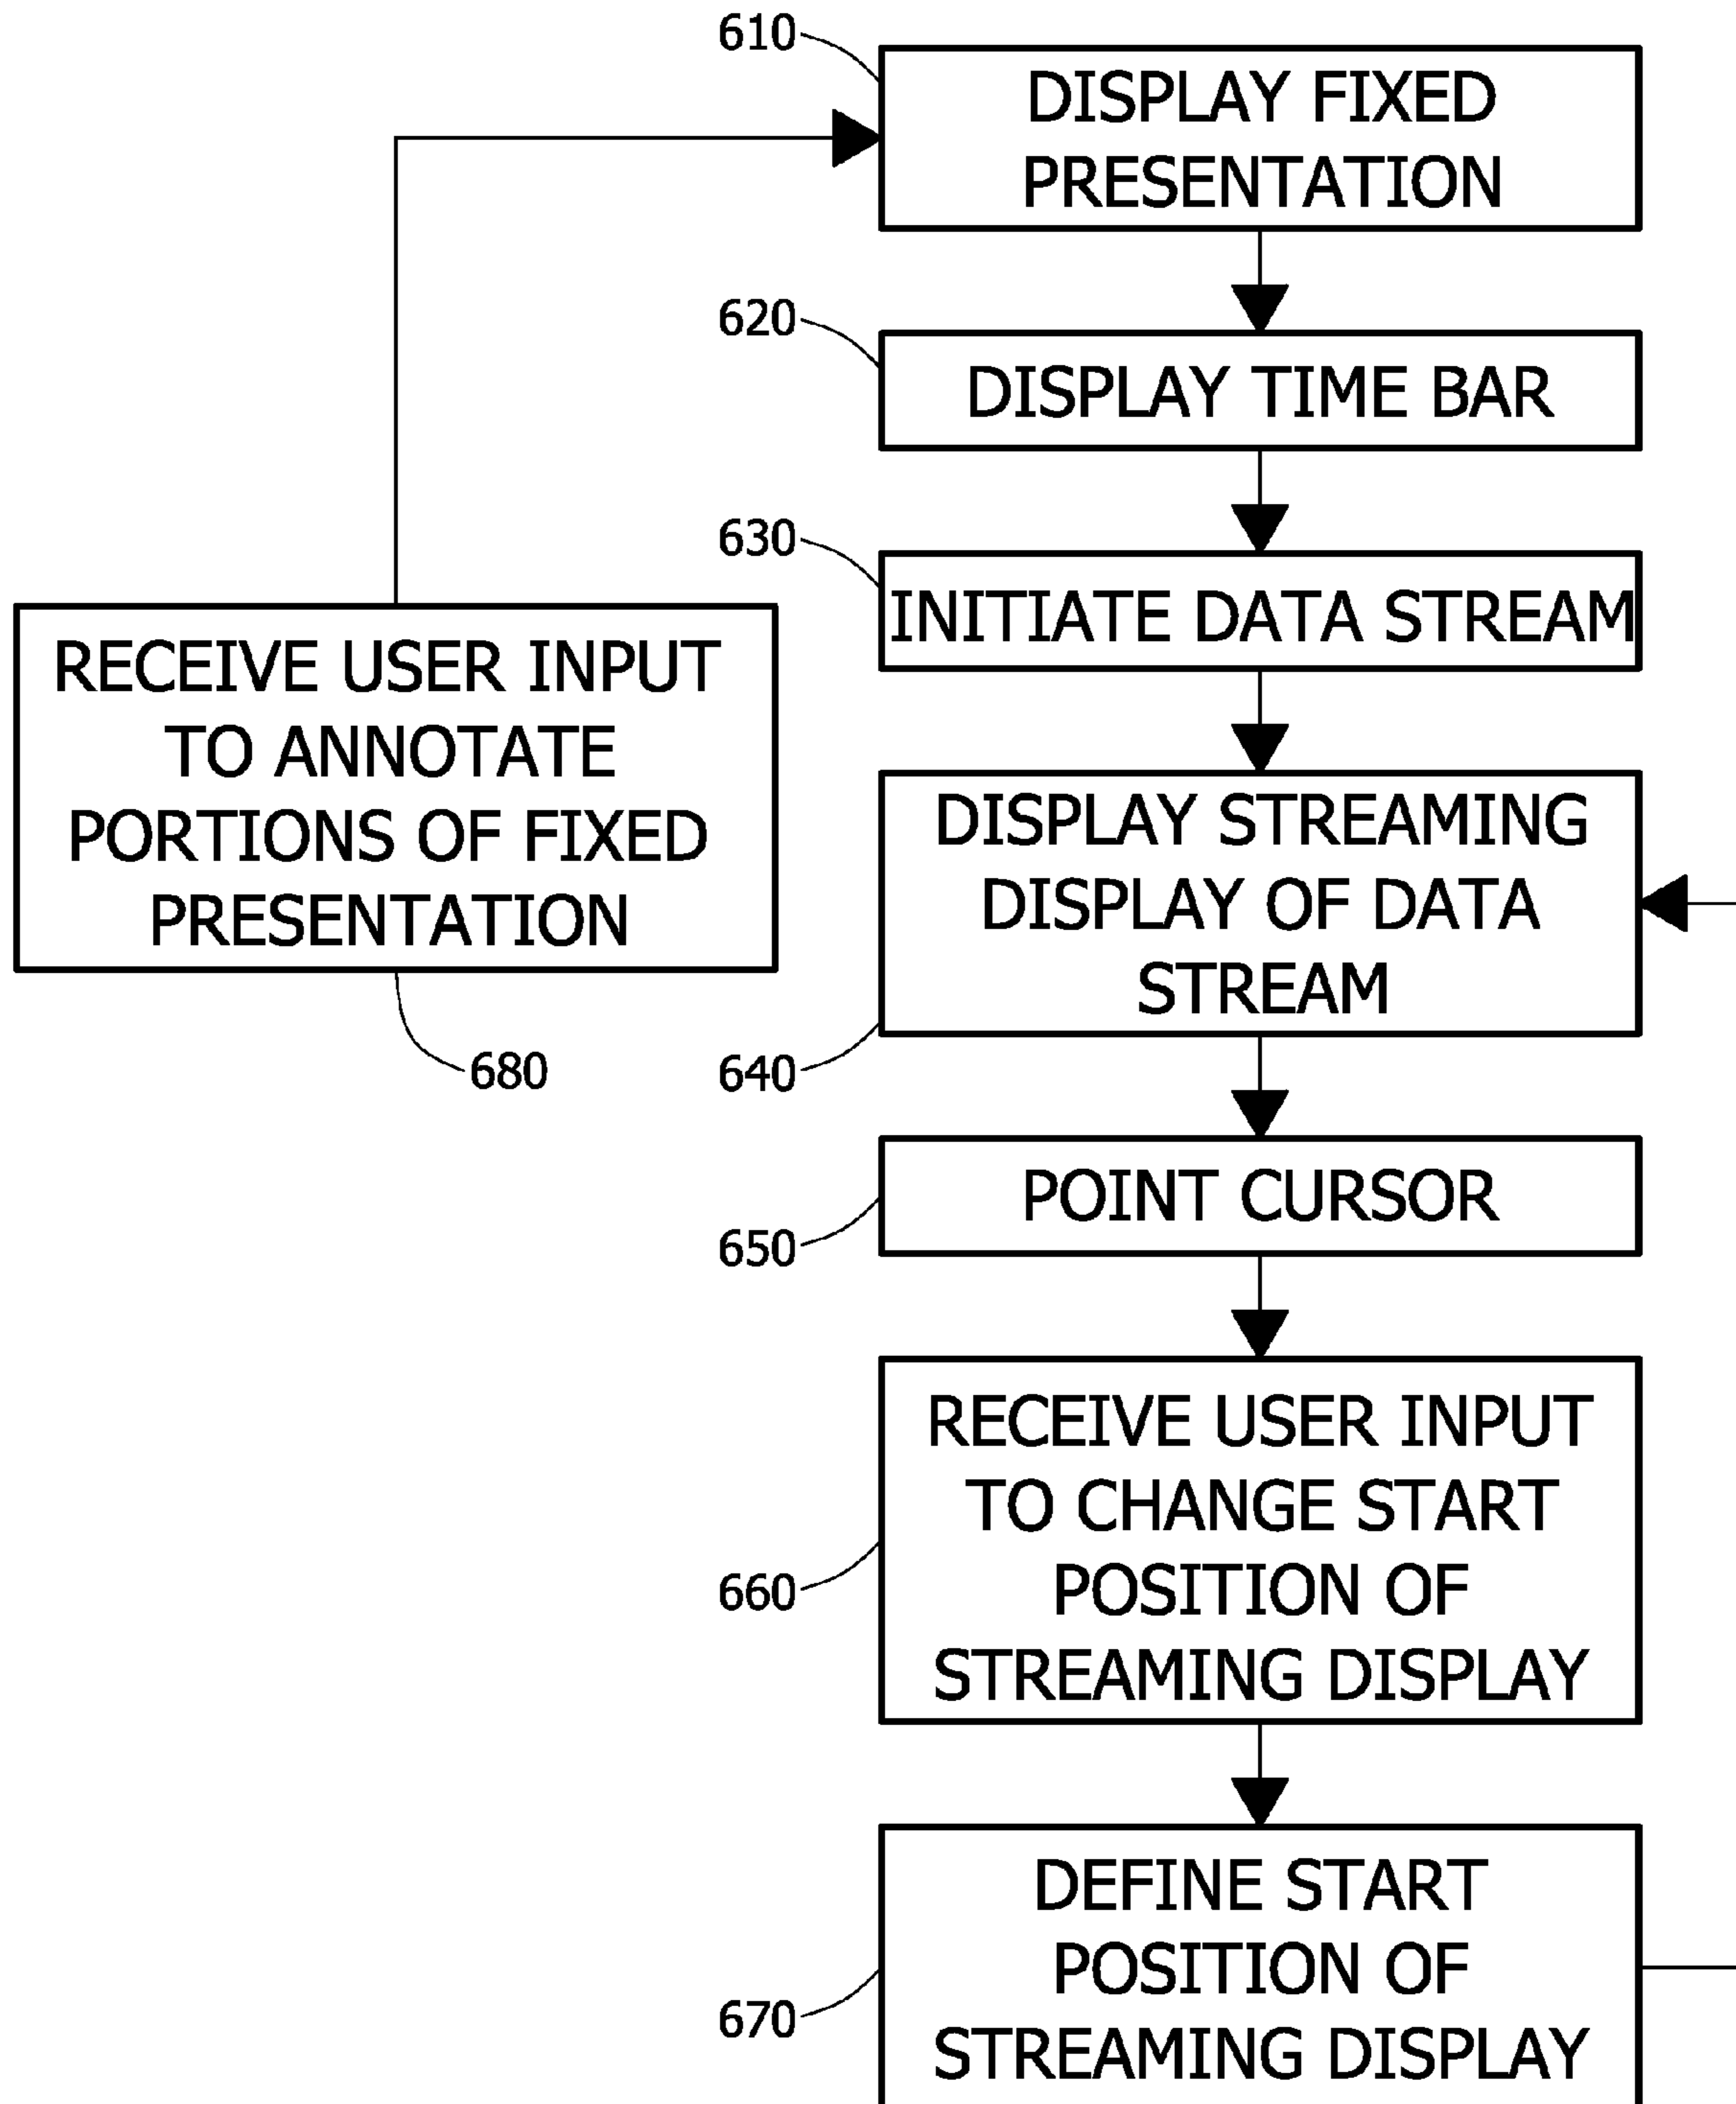 610
DISPLAY FIXED
PRESENTATION
620
DISPLAY TIME BAR
630
INITIATE DATA STREAM
RECEIVE USER INPUT
TO ANNOTATE
PORTIONS OF FIXED
PRESENTATION
680
DISPLAY STREAMING
DISPLAY OF DATA
STREAM
640
POINT CURSOR
650
RECEIVE USER INPUT
TO CHANGE START
POSITION OF
STREAMING DISPLAY
660
DEFINE START
POSITION OF
STREAMING DISPLAY
670